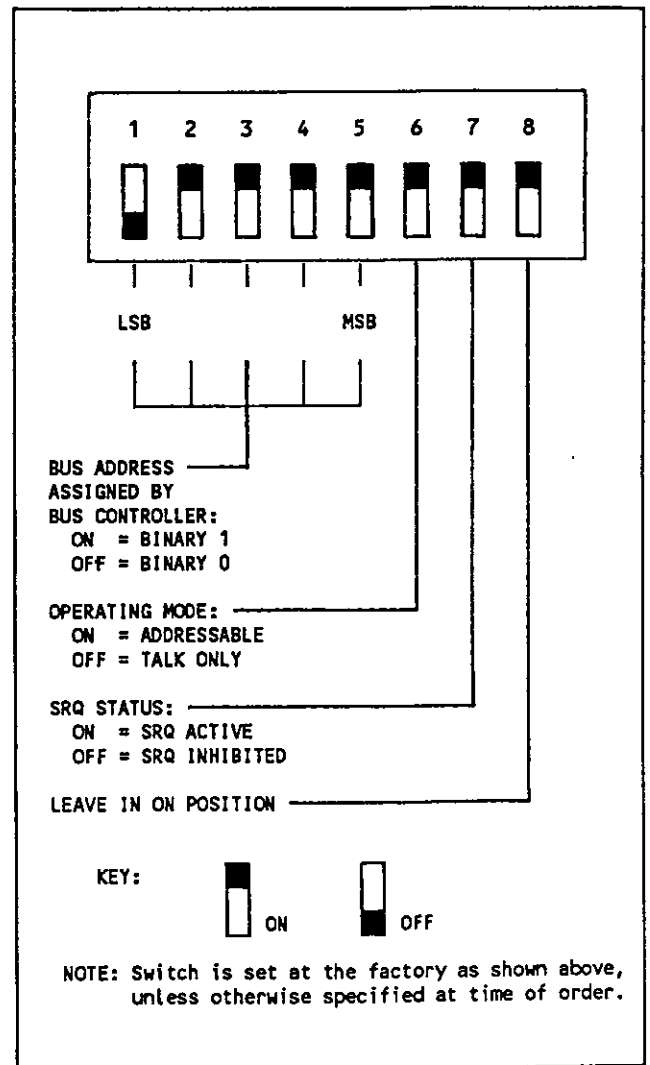 1 2 3 4 5 6 7 8
LSB MSB
BUS ADDRESS
ASSIGNED BY
BUS CONTROLLER:
ON = BINARY 1
OFF = BINARY 0
OPERATING MODE:
ON = ADDRESSABLE
OFF = TALK ONLY
SRQ STATUS:
ON = SRQ ACTIVE
OFF = SRQ INHIBITED
LEAVE IN ON POSITION
KEY:
ON OFF
NOTE: Switch is set at the factory as shown above,
unless otherwise specified at time of order.